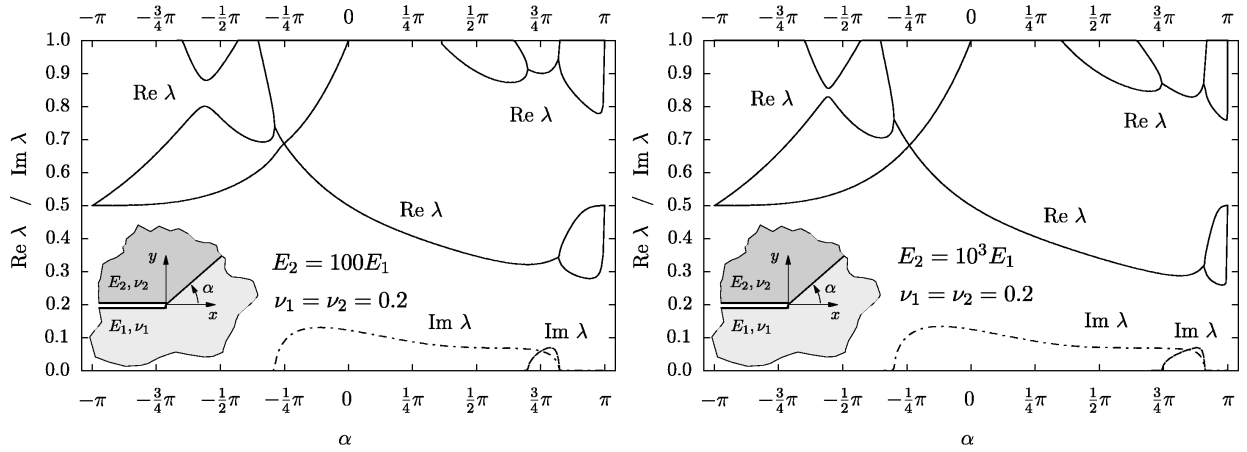 −π −3/4π −1/2π −1/4π 0 1/4π 1/2π 3/4π π
1.0
0.9
0.8
0.7
0.6
0.5
0.4
0.3
0.2
0.1
0.0
Re λ / Im λ
Re λ
Re λ
Re λ
E₂ = 100E₁
ν₁ = ν₂ = 0.2
Im λ
Im λ
y
α
x
E₂, ν₂
E₁, ν₁
−π −3/4π −1/2π −1/4π 0 1/4π 1/2π 3/4π π
α
−π −3/4π −1/2π −1/4π 0 1/4π 1/2π 3/4π π
1.0
0.9
0.8
0.7
0.6
0.5
0.4
0.3
0.2
0.1
0.0
Re λ / Im λ
Re λ
Re λ
Re λ
E₂ = 10³E₁
ν₁ = ν₂ = 0.2
Im λ
Im λ
y
α
x
E₂, ν₂
E₁, ν₁
−π −3/4π −1/2π −1/4π 0 1/4π 1/2π 3/4π π
α